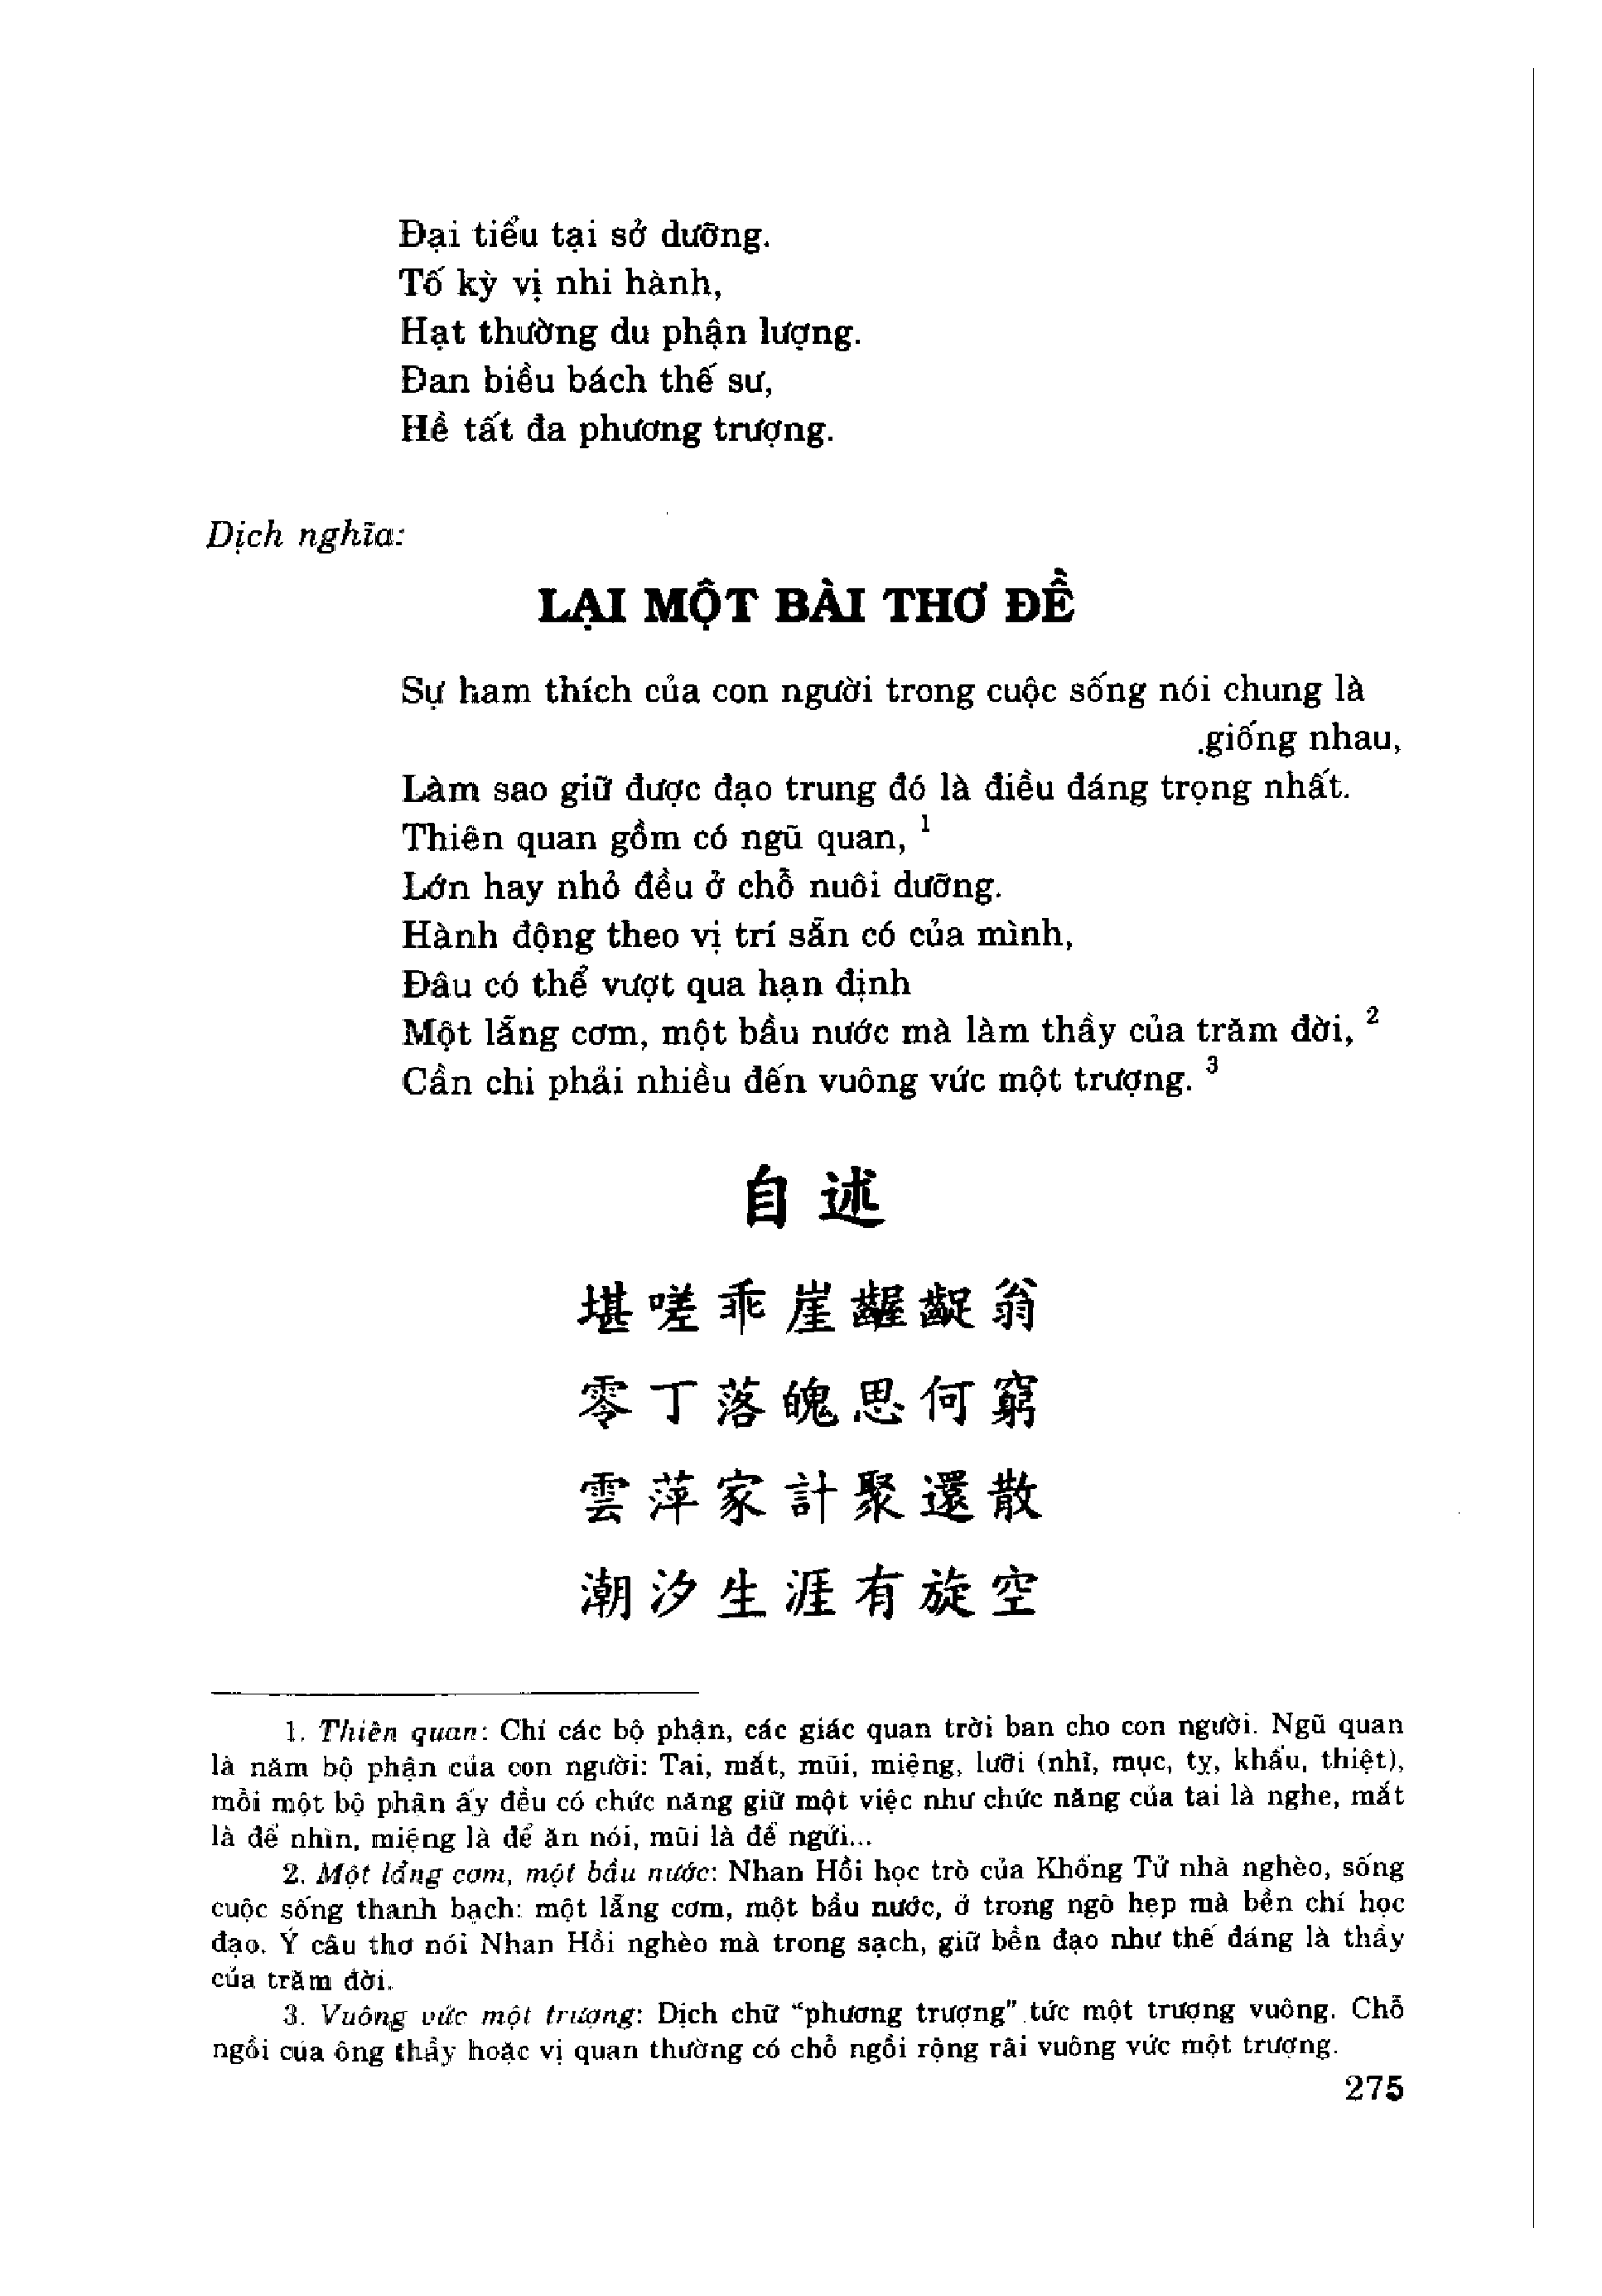 Đại tiểu tại sở dưỡng.
Tố kỳ vị nhi hành,
Hạt thường du phận lượng.
Đan biều bách thế sư,
Hề tất đa phương trượng.
Dịch nghĩa:
LẠI MỘT BÀI THƠ ĐỀ
Sự ham thích của con người trong cuộc sống nói chung là
giống nhau,
Làm sao giữ được đạo trung đó là điều đáng trọng nhất.
Thiên quan gồm có ngũ quan, 1
Lớn hay nhỏ đều ở chỗ nuôi dưỡng.
Hành động theo vị trí sẵn có của mình,
Đâu có thể vượt qua hạn định
Một lẵng cơm, một bầu nước mà làm thầy của trăm đời, 2
Cần chi phải nhiều đến vuông vức một trượng. 3
自述
堪嗟乖崖齷齪翁
零丁落魄思何窮
雲萍家計聚還散
潮汐生涯有旋空
1. Thiên quan: Chỉ các bộ phận, các giác quan trời ban cho con người. Ngũ quan
là năm bộ phận của con người: Tai, mắt, mũi, miệng, lưỡi (nhĩ, mục, tỵ, khẩu, thiệt),
mỗi một bộ phận ấy đều có chức năng giữ một việc như chức năng của tai là nghe, mắt
là để nhìn, miệng là để ăn nói, mũi là để ngửi...
2. Một lẵng cơm, một bầu nước: Nhan Hồi học trò của Khổng Tử nhà nghèo, sống
cuộc sống thanh bạch: một lẵng cơm, một bầu nước, ở trong ngõ hẹp mà bền chí học
đạo. Ý câu thơ nói Nhan Hồi nghèo mà trong sạch, giữ bền đạo như thế đáng là thầy
của trăm đời.
3. Vuông vức một trượng: Dịch chữ "phương trượng" tức một trượng vuông. Chỗ
ngồi của ông thầy hoặc vị quan thường có chỗ ngồi rộng rãi vuông vức một trượng.
275